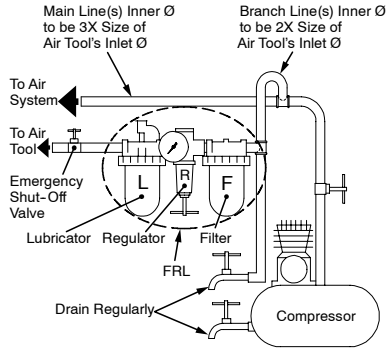 Main Line(s) Inner Ø
to be 3X Size of
Air Tool's Inlet Ø
Branch Line(s) Inner Ø
to be 2X Size of
Air Tool's Inlet Ø
To Air
System
To Air
Tool
Emergency
Shut-Off
Valve
L
R
F
Lubricator
Regulator
Filter
FRL
Drain Regularly
Compressor